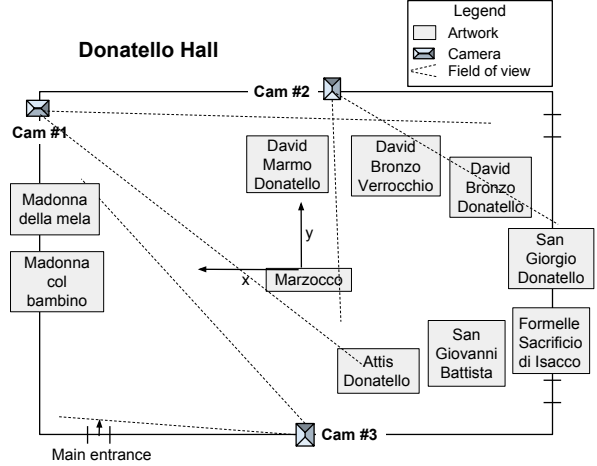 Legend
Artwork
Camera
Field of view
Donatello Hall
Cam #2
Cam #1
David
Marmo
Donatello
David
Bronzo
Verrocchio
David
Bronzo
Donatello
Madonna
della mela
San
Giorgio
Donatello
y
Madonna
col
bambino
x
Marzocco
Formelle
Sacrificio
di Isacco
San
Giovanni
Battista
Attis
Donatello
Cam #3
Main entrance